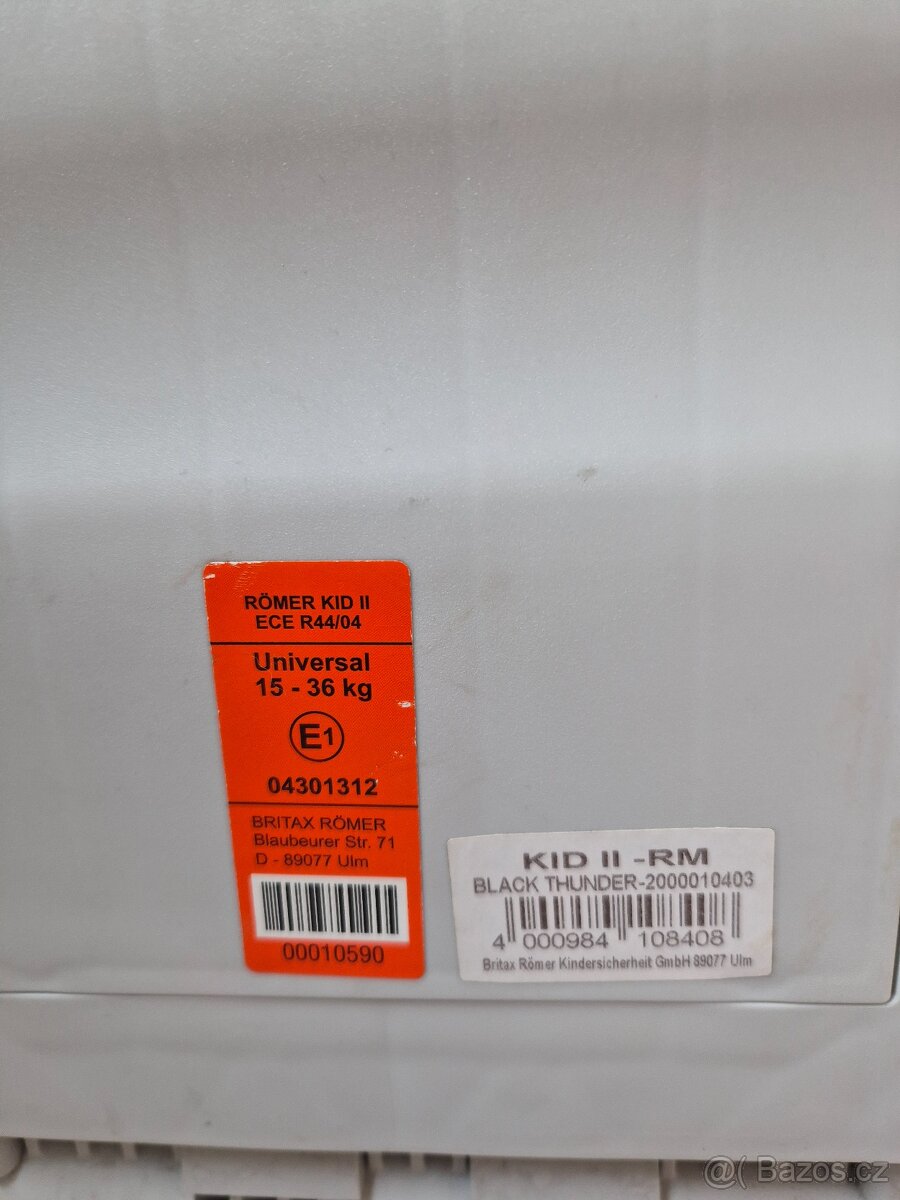 RÖMER KID II
ECE R44/04
Universal
15 - 36 kg
E1
04301312
BRITAX RÖMER
Blaubeurer Str. 71
D - 89077 Ulm
00010590
KID II -RM
BLACK THUNDER-2000010403
4 000984 108408
Britax Römer Kindersicherheit GmbH 89077 Ulm
@( Bazos.cz